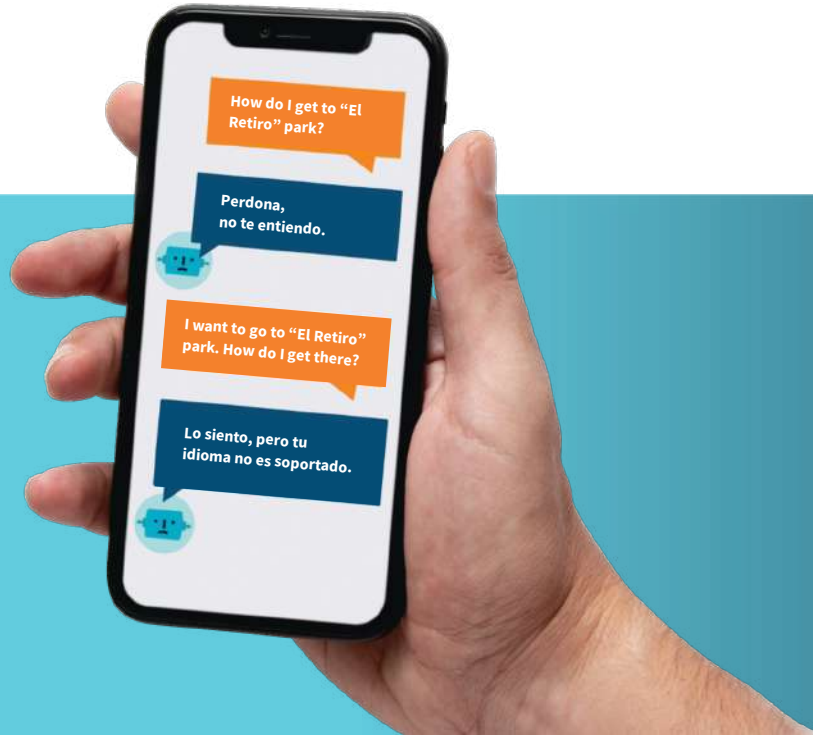 How do I get to “El
Retiro” park?
Perdona,
no te entiendo.
I want to go to “El Retiro”
park. How do I get there?
Lo siento, pero tu
idioma no es soportado.